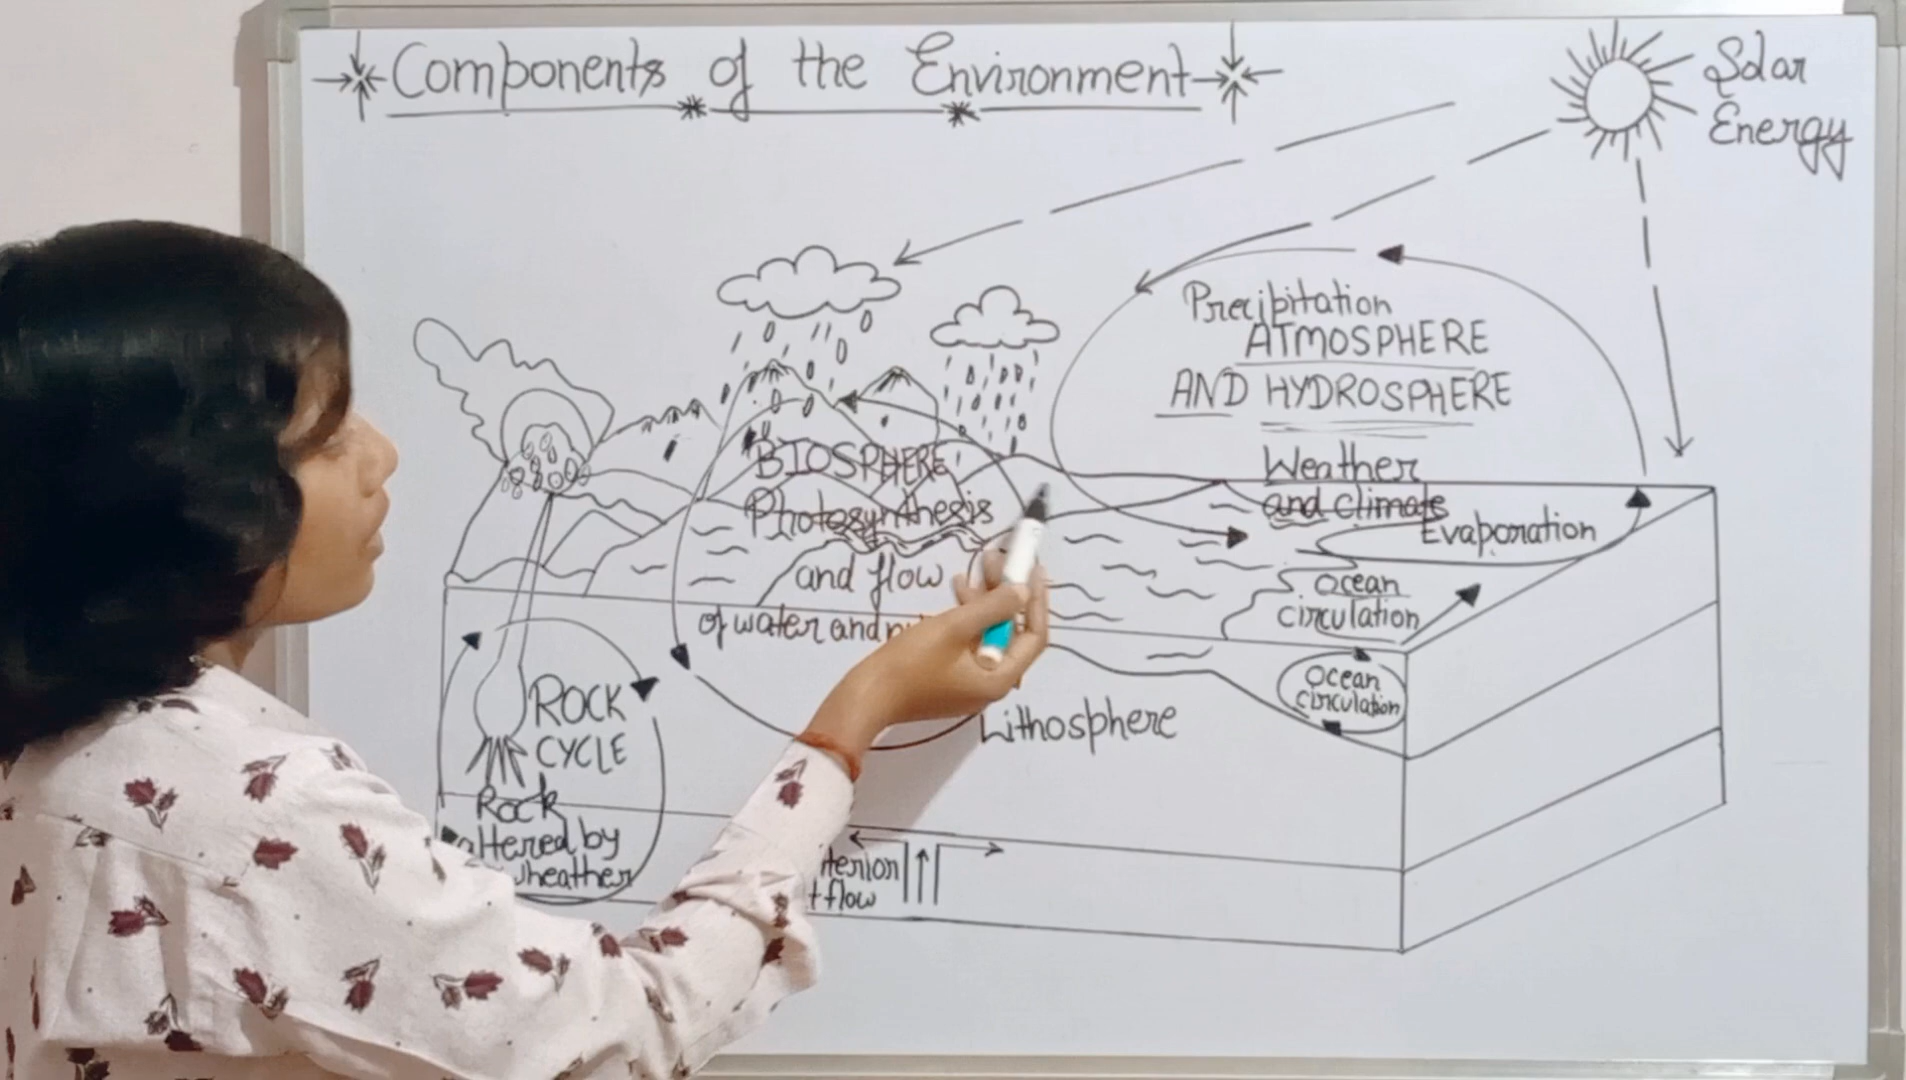 Components of the Environment
Solar
Energy
Precipitation
ATMOSPHERE
AND HYDROSPHERE
Weather
and climate
Evaporation
Ocean
circulation
Ocean
circulation
BIOSPHERE
Photosynthesis
and flow
of water and
Lithosphere
ROCK
CYCLE
Rock
altered by
heather
flow